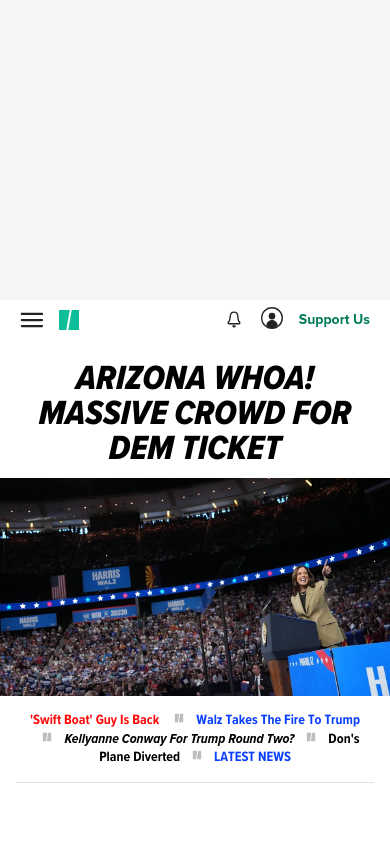 Support Us
ARIZONA WHOA!
MASSIVE CROWD FOR
DEM TICKET
HARRIS
WALZ
HARRIS
WALZ
'Swift Boat' Guy Is Back
Walz Takes The Fire To Trump
Kellyanne Conway For Trump Round Two?
Don's
Plane Diverted
LATEST NEWS